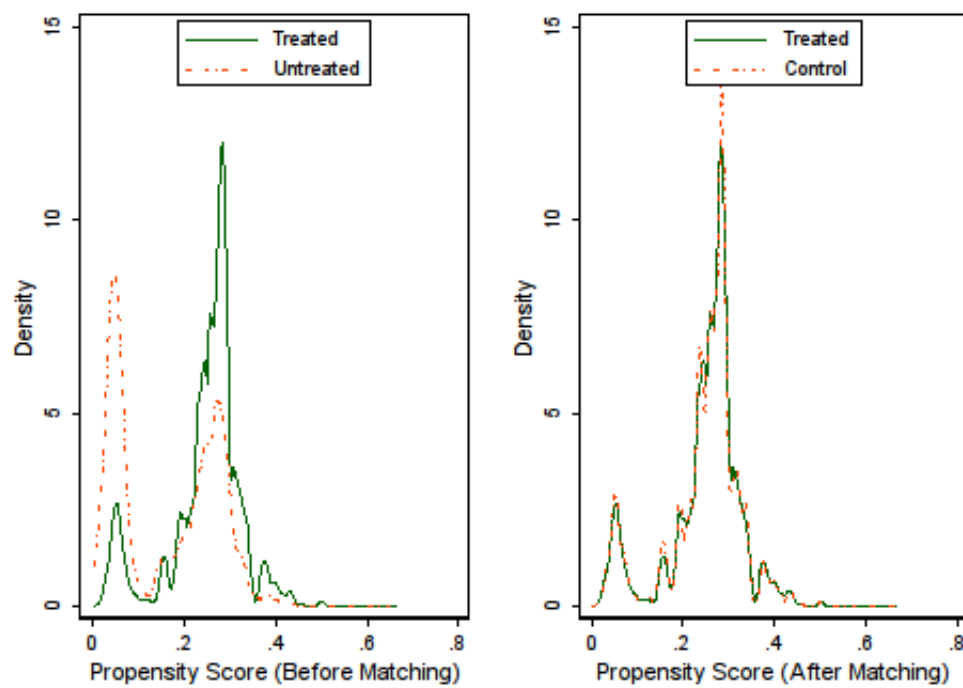 Treated
Untreated
Density
15
10
5
0
0
.2
.4
.6
.8
Propensity Score (Before Matching)
Treated
Control
Density
15
10
5
0
0
.2
.4
.6
.8
Propensity Score (After Matching)